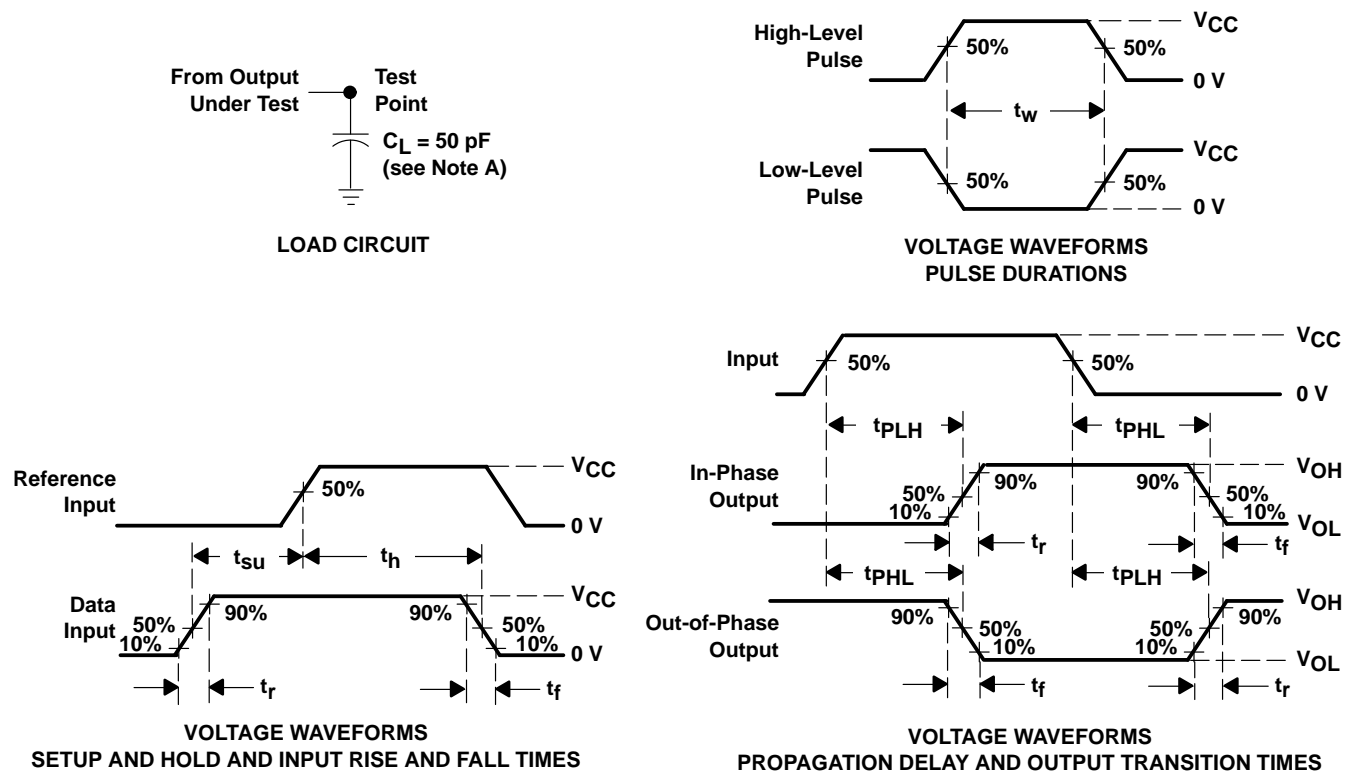 From Output
Under Test
Test
Point
CL = 50 pF
(see Note A)
LOAD CIRCUIT
High-Level
Pulse
50%
50%
VCC
0 V
tw
Low-Level
Pulse
50%
50%
VCC
0 V
VOLTAGE WAVEFORMS
PULSE DURATIONS
Reference
Input
50%
VCC
0 V
tsu
th
Data
Input
50%
10%
90%
90%
50%
10%
VCC
0 V
tr
tf
VOLTAGE WAVEFORMS
SETUP AND HOLD AND INPUT RISE AND FALL TIMES
Input
50%
50%
VCC
0 V
tPLH
tPHL
In-Phase
Output
50%
10%
90%
90%
50%
10%
VOH
VOL
tr
tf
tPHL
tPLH
Out-of-Phase
Output
90%
50%
10%
50%
10%
90%
VOH
VOL
tf
tr
VOLTAGE WAVEFORMS
PROPAGATION DELAY AND OUTPUT TRANSITION TIMES